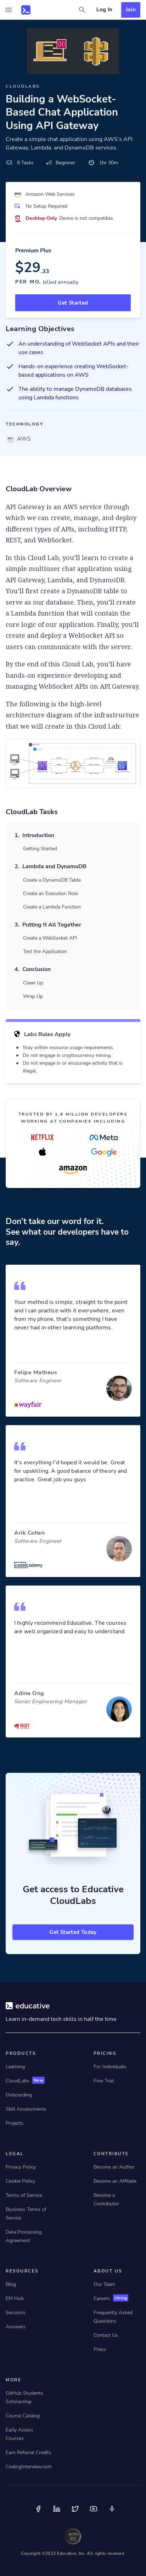 Log In
Join
CLOUDLABS
Building a WebSocket-
Based Chat Application
Using API Gateway
Create a serverless chat application using AWS's API
Gateway, Lambda, and DynamoDB services.
8 Tasks
Beginner
1hr 30m
Amazon Web Services
No Setup Required
Desktop Only Device is not compatible.
Premium Plus
$29.33
PER MO, billed annually
Get Started
Learning Objectives
An understanding of WebSocket APIs and their
use cases
Hands-on experience creating WebSocket-
based applications on AWS
The ability to manage DynamoDB databases
using Lambda functions
TECHNOLOGY
AWS
CloudLab Overview
API Gateway is an AWS service through
which we can create, manage, and deploy
different types of APIs, including HTTP,
REST, and WebSocket.
In this Cloud Lab, you'll learn to create a
simple multiuser chat application using
API Gateway, Lambda, and DynamoDB.
You'll first create a DynamoDB table to
serve as our database. Then, you'll create
a Lambda function that will serve as the
core logic of our application. Finally, you'll
work on deploying a WebSocket API so
users can communicate with the server.
By the end of this Cloud Lab, you'll have
hands-on experience developing and
managing WebSocket APIs on API Gateway.
The following is the high-level
architecture diagram of the infrastructure
that we will create in this Cloud Lab:
CloudLab Tasks
1. Introduction
Getting Started
2. Lambda and DynamoDB
Create a DynamoDB Table
Create an Execution Role
Create a Lambda Function
3. Putting It All Together
Create a WebSocket API
Test the Application
4. Conclusion
Clean Up
Wrap Up
Labs Rules Apply
Stay within resource usage requirements.
Do not engage in cryptocurrency mining.
Do not engage in or encourage activity that is
illegal.
TRUSTED BY 1.8 MILLION DEVELOPERS
WORKING AT COMPANIES INCLUDING
NETFLIX
Meta
Google
amazon
Don't take our word for it.
See what our developers have to
say.
Your method is simple, straight to the point
and I can practice with it everywhere, even
from my phone, that's something I have
never had in other learning platforms.
Felipe Matheus
Software Engineer
wayfair
It's everything I'd hoped it would be. Great
for upskilling. A good balance of theory and
practice. Great job you guys
Arik Cohen
Software Engineer
codecademy
I highly recommend Educative. The courses
are well organized and easy to understand.
Adina Ong
Senior Engineering Manager
Get access to Educative
CloudLabs
Get Started Today
educative
Learn in-demand tech skills in half the time
PRODUCTS
Learning
CloudLabs New
Onboarding
Skill Assessments
Projects
PRICING
For Individuals
Free Trial
LEGAL
Privacy Policy
Cookie Policy
Terms of Service
Business Terms of
Service
Data Processing
Agreement
CONTRIBUTE
Become an Author
Become an Affiliate
Become a
Contributor
RESOURCES
Blog
EM Hub
Sessions
Answers
ABOUT US
Our Team
Careers Hiring
Frequently Asked
Questions
Contact Us
Press
MORE
GitHub Students
Scholarship
Course Catalog
Early Access
Courses
Earn Referral Credits
CodingInterview.com
Copyright ©2023 Educative, Inc. All rights reserved.